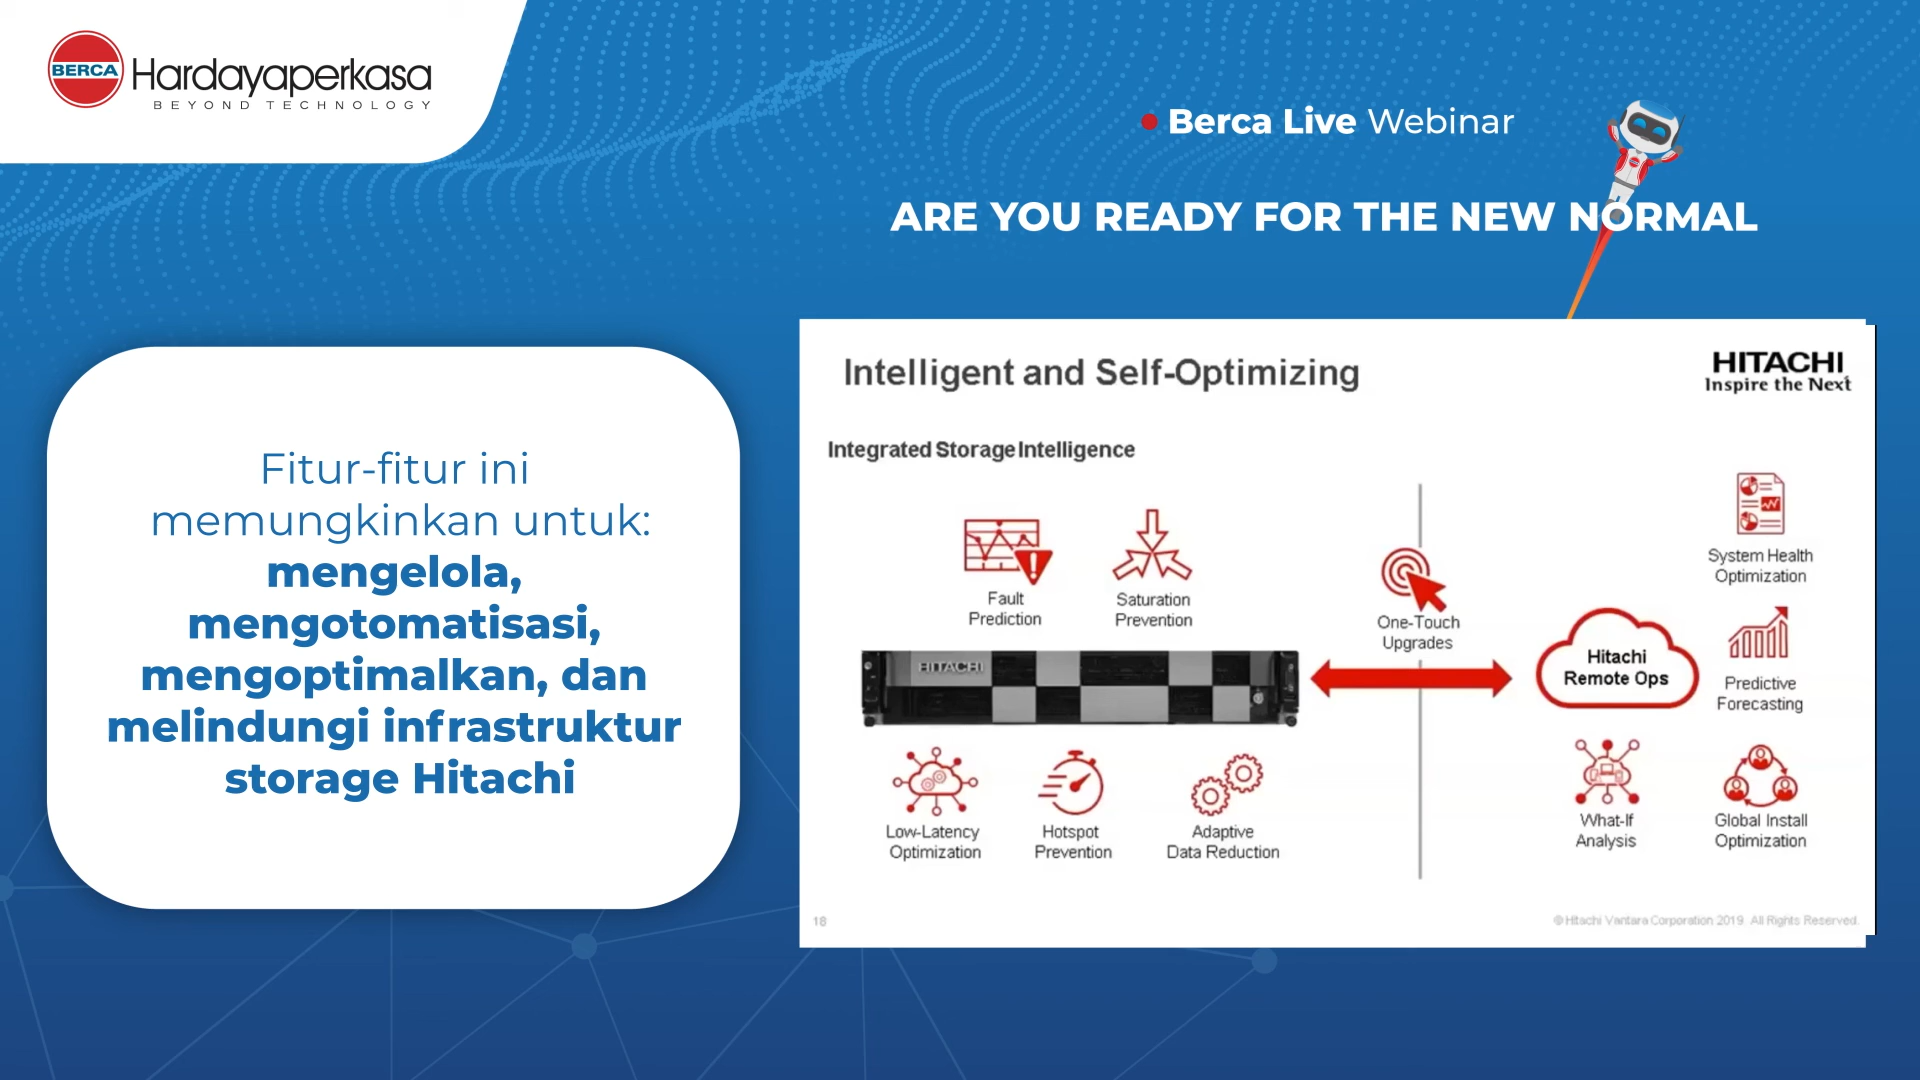 BERCA
Hardayaperkasa
BEYOND TECHNOLOGY
Berca Live Webinar
ARE YOU READY FOR THE NEW NORMAL
Fitur-fitur ini
memungkinkan untuk:
mengelola,
mengotomatisasi,
mengoptimalkan, dan
melindungi infrastruktur
storage Hitachi
Intelligent and Self-Optimizing
HITACHI
Inspire the Next
Integrated Storage Intelligence
Fault
Prediction
Saturation
Prevention
HITACHI
Low-Latency
Optimization
Hotspot
Prevention
Adaptive
Data Reduction
One-Touch
Upgrades
Hitachi
Remote Ops
System Health
Optimization
Predictive
Forecasting
What-If
Analysis
Global Install
Optimization
18
© Hitachi Vantara Corporation 2019. All Rights Reserved.